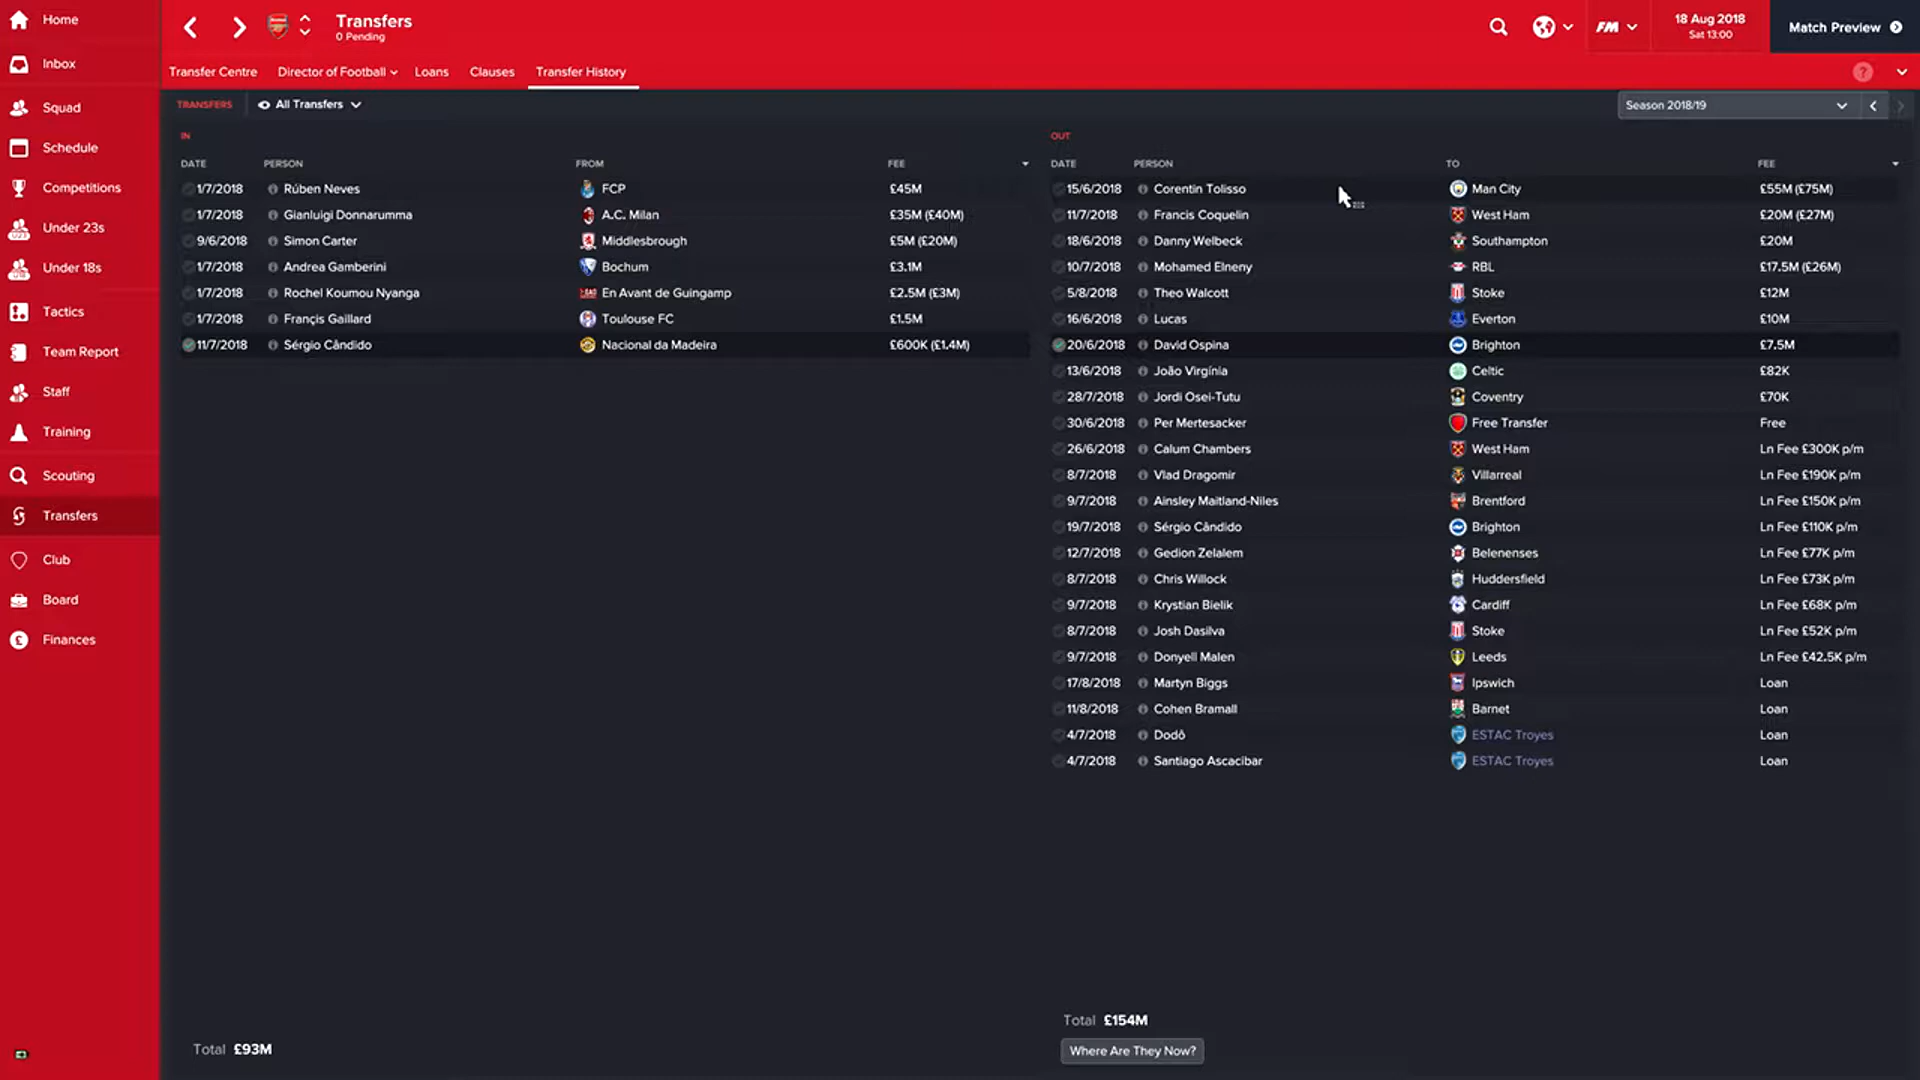 Home
Inbox
Squad
Schedule
Competitions
Under 23s
Under 18s
Tactics
Team Report
Staff
Training
Scouting
Transfers
Club
Board
Finances
Transfers
0 Pending
FM
18 Aug 2018
Sat 13:00
Match Preview
Transfer Centre Director of Football Loans Clauses Transfer History
?
TRANSFERS All Transfers
Season 2018/19
IN
DATE PERSON FROM FEE
1/7/2018 Rúben Neves FCP £45M
1/7/2018 Gianluigi Donnarumma A.C. Milan £35M (£40M)
9/6/2018 Simon Carter Middlesbrough £5M (£20M)
1/7/2018 Andrea Gamberini Bochum £3.1M
1/7/2018 Rochel Koumou Nyanga En Avant de Guingamp £2.5M (£3M)
1/7/2018 Françis Gaillard Toulouse FC £1.5M
11/7/2018 Sérgio Cândido Nacional da Madeira £600K (£1.4M)
Total £93M
OUT
DATE PERSON TO FEE
15/6/2018 Corentin Tolisso Man City £55M (£75M)
11/7/2018 Francis Coquelin West Ham £20M (£27M)
18/6/2018 Danny Welbeck Southampton £20M
10/7/2018 Mohamed Elneny RBL £17.5M (£26M)
5/8/2018 Theo Walcott Stoke £12M
16/6/2018 Lucas Everton £10M
20/6/2018 David Ospina Brighton £7.5M
13/6/2018 João Virgínia Celtic £82K
28/7/2018 Jordi Osei-Tutu Coventry £70K
30/6/2018 Per Mertesacker Free Transfer Free
26/6/2018 Calum Chambers West Ham Ln Fee £300K p/m
8/7/2018 Vlad Dragomir Villarreal Ln Fee £190K p/m
9/7/2018 Ainsley Maitland-Niles Brentford Ln Fee £150K p/m
19/7/2018 Sérgio Cândido Brighton Ln Fee £110K p/m
12/7/2018 Gedion Zelalem Belenenses Ln Fee £77K p/m
8/7/2018 Chris Willock Huddersfield Ln Fee £73K p/m
9/7/2018 Krystian Bielik Cardiff Ln Fee £68K p/m
8/7/2018 Josh Dasilva Stoke Ln Fee £52K p/m
9/7/2018 Donyell Malen Leeds Ln Fee £42.5K p/m
17/8/2018 Martyn Biggs Ipswich Loan
11/8/2018 Cohen Bramall Barnet Loan
4/7/2018 Dodô ESTAC Troyes Loan
4/7/2018 Santiago Ascacibar ESTAC Troyes Loan
Total £154M
Where Are They Now?